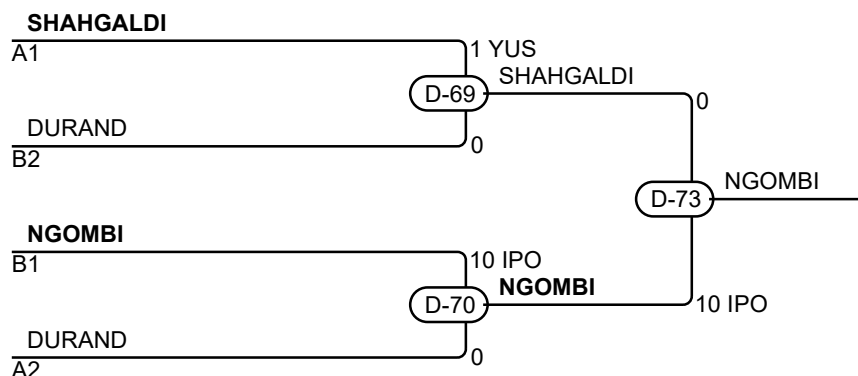 SHAHGALDI
A1
1 YUS
D-69
SHAHGALDI
DURAND
B2
0
0
D-73
NGOMBI
NGOMBI
B1
10 IPO
D-70
NGOMBI
10 IPO
DURAND
A2
0